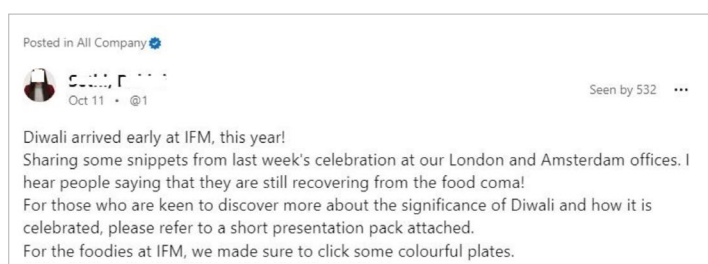 Posted in All Company
Oct 11 • @1
Seen by 532 •••
Diwali arrived early at IFM, this year!
Sharing some snippets from last week's celebration at our London and Amsterdam offices. I
hear people saying that they are still recovering from the food coma!
For those who are keen to discover more about the significance of Diwali and how it is
celebrated, please refer to a short presentation pack attached.
For the foodies at IFM, we made sure to click some colourful plates.